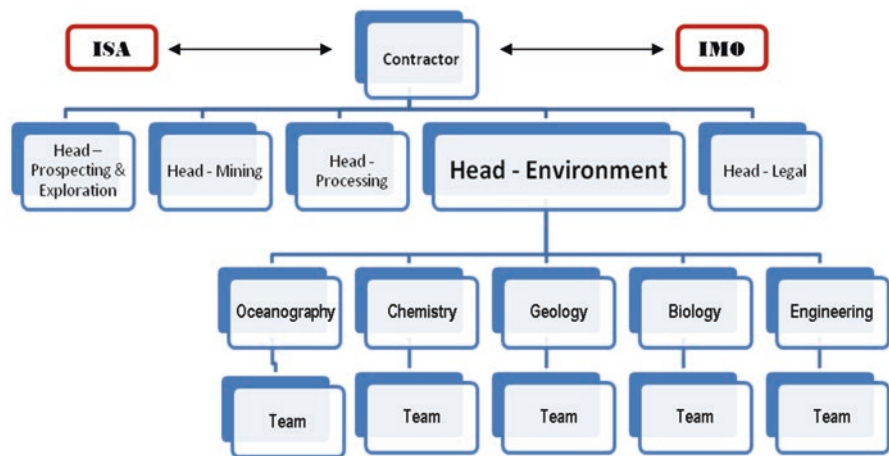 ISA
Contractor
IMO
Head –
Prospecting &
Exploration
Head - Mining
Head -
Processing
Head - Environment
Head - Legal
Oceanography
Chemistry
Geology
Biology
Engineering
Team
Team
Team
Team
Team